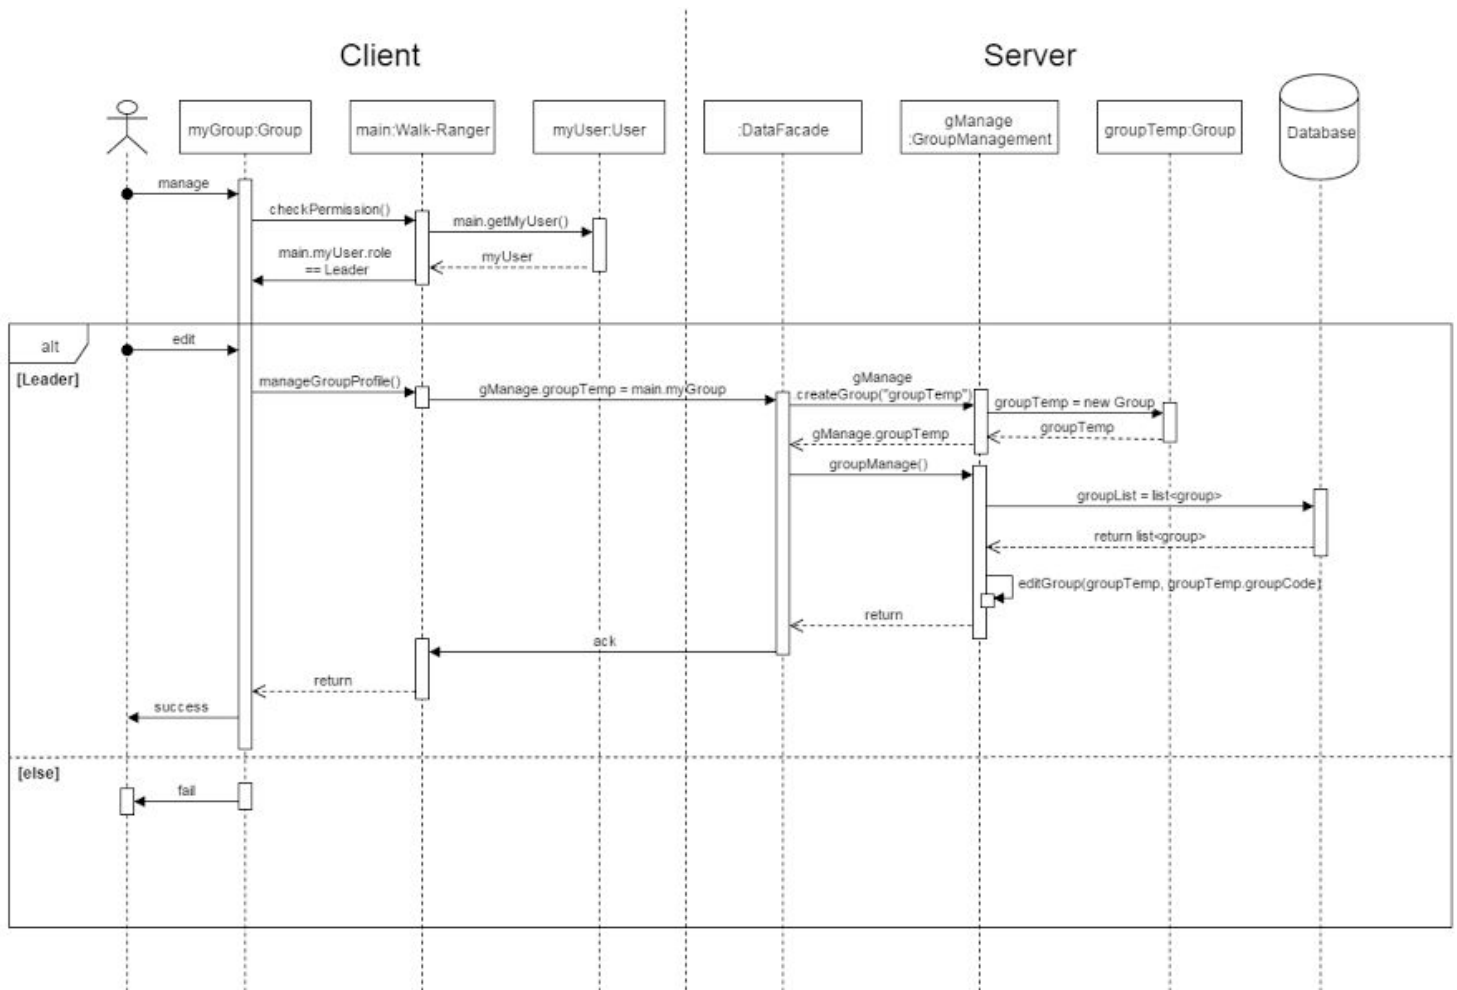 Client
Server
myGroup:Group
main:Walk-Ranger
myUser:User
:DataFacade
gManage
:GroupManagement
groupTemp:Group
Database
manage
checkPermission()
main.getMyUser()
main.myUser.role
== Leader
myUser
alt
edit
[Leader]
manageGroupProfile()
gManage.groupTemp = main.myGroup
gManage
.createGroup("groupTemp")
groupTemp = new Group
groupTemp
gManage.groupTemp
groupManage()
groupList = list<group>
return list<group>
editGroup(groupTemp, groupTemp.groupCode)
return
ack
return
success
[else]
fail